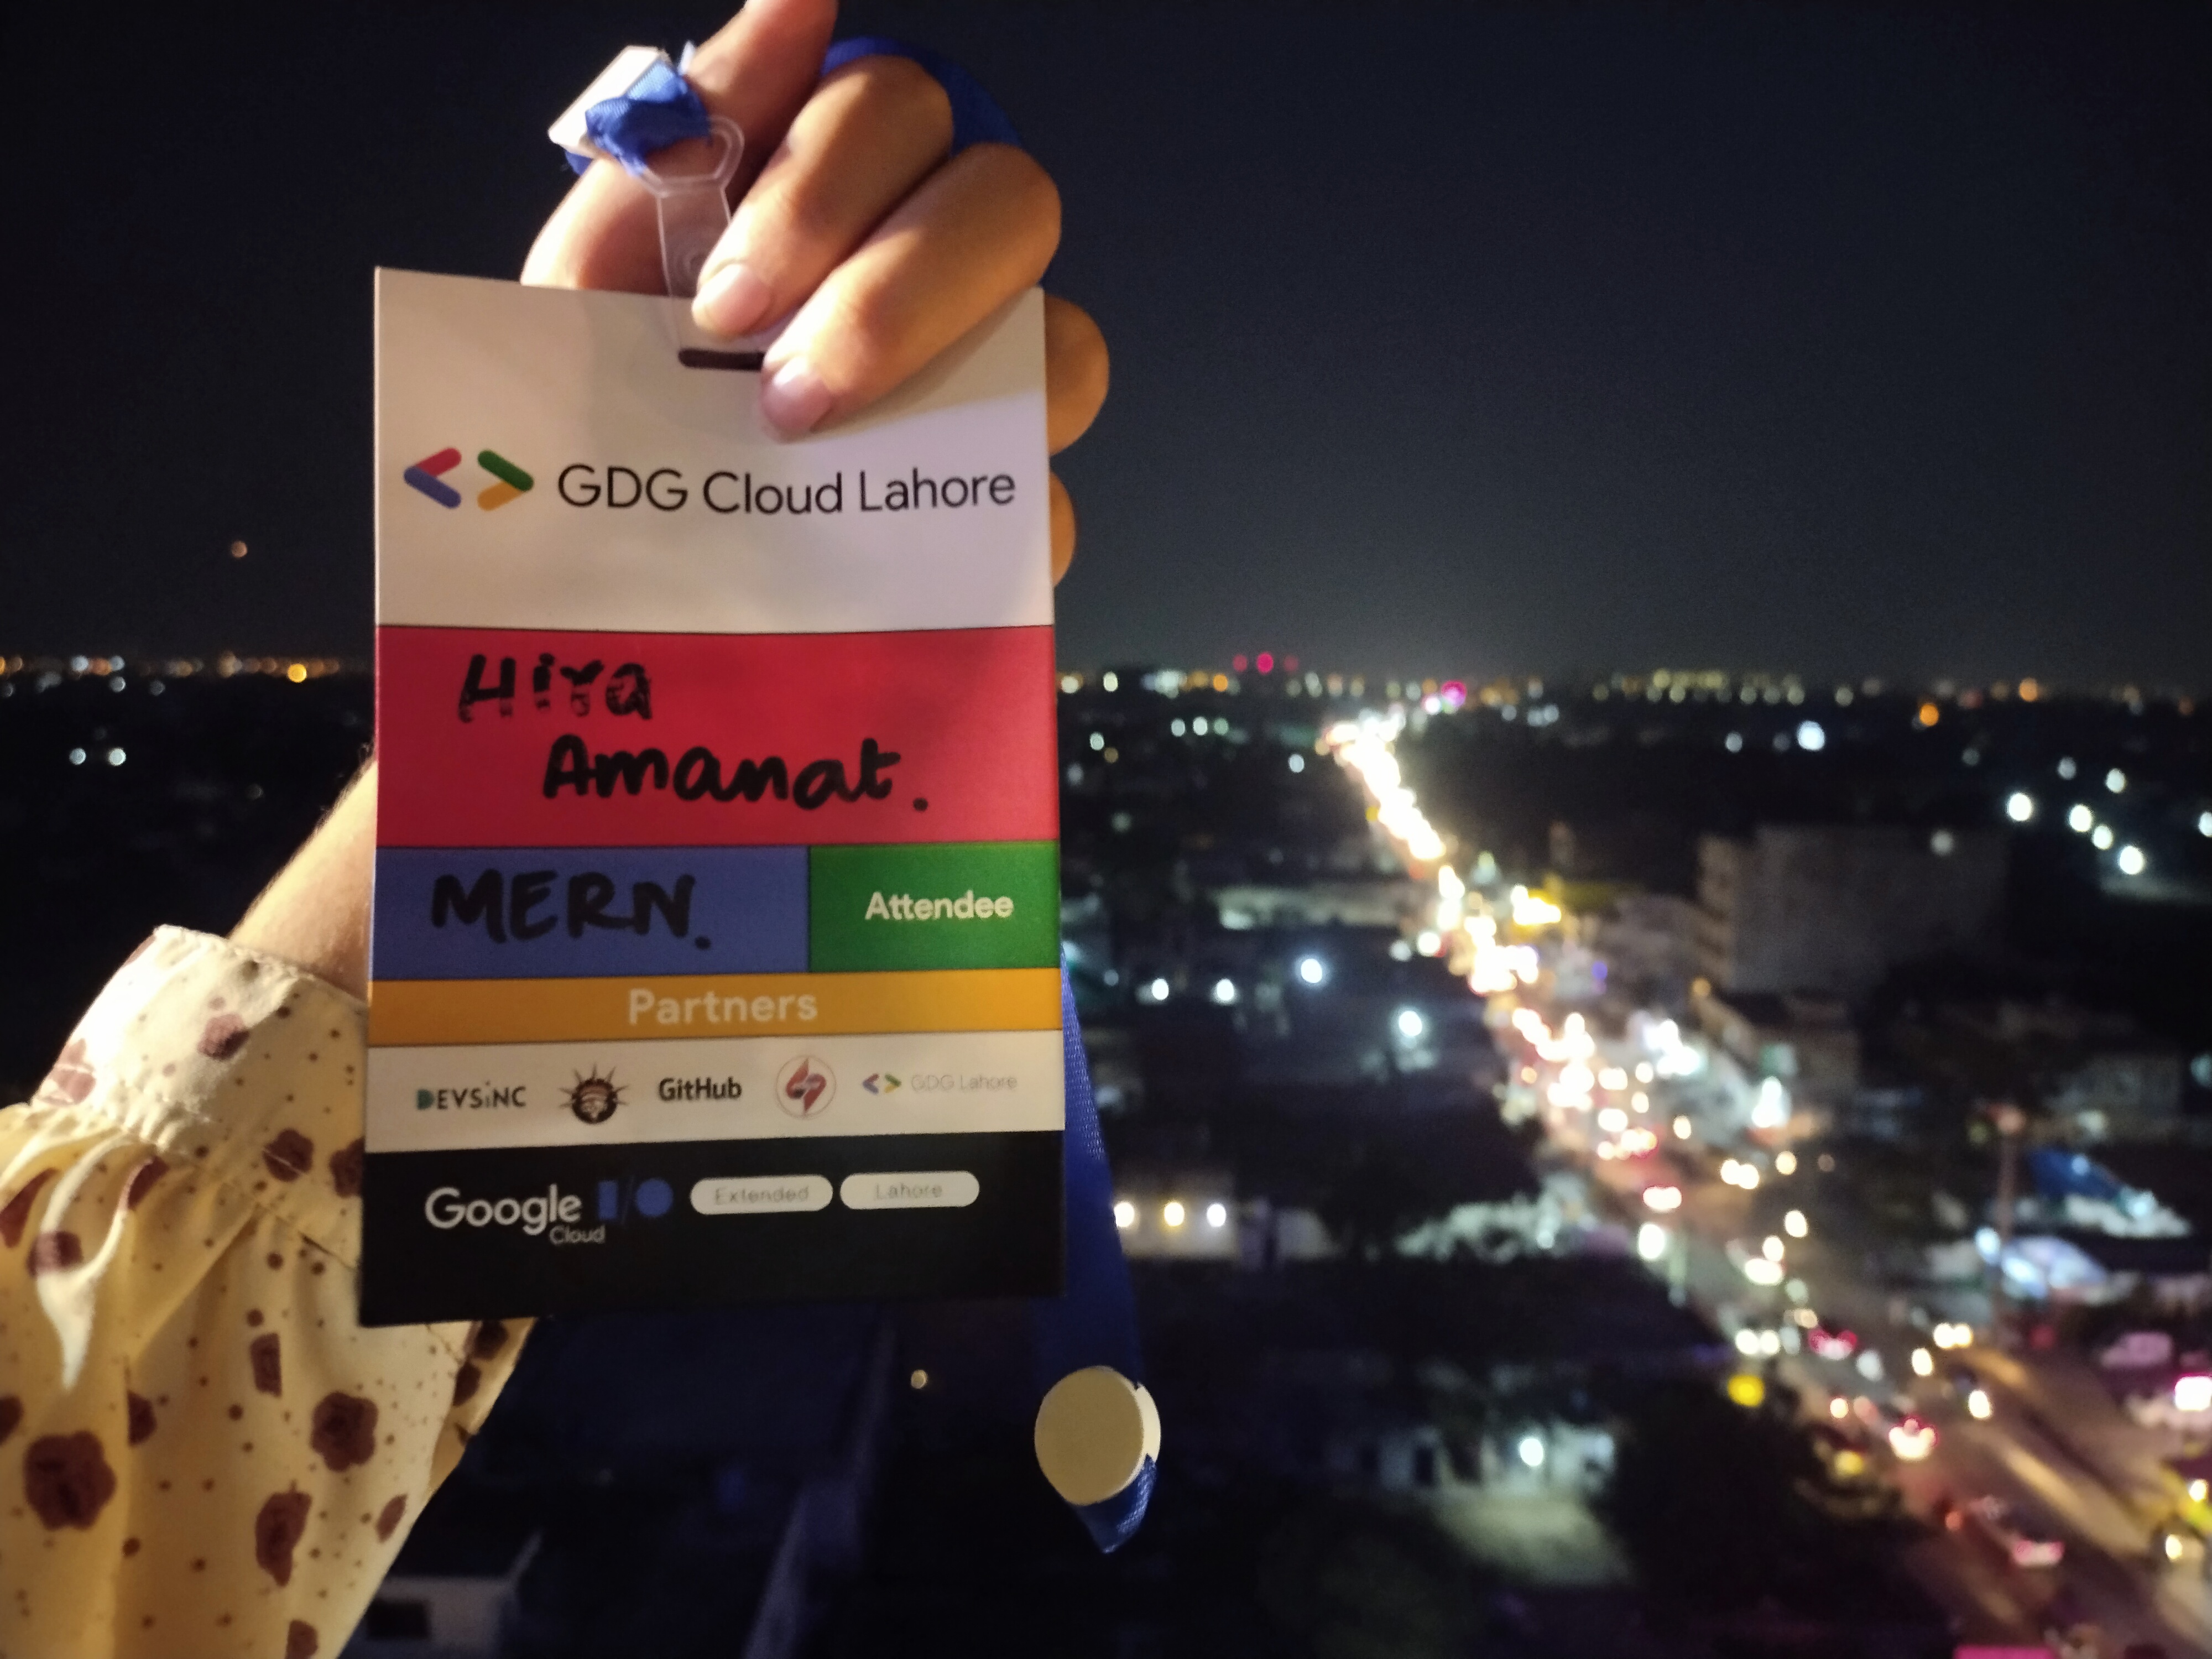 GDG Cloud Lahore
Hira
Amanat.
MERN.
Attendee
Partners
DEVSiNC
GitHub
GDG Lahore
Google I/O Extended Lahore
Cloud